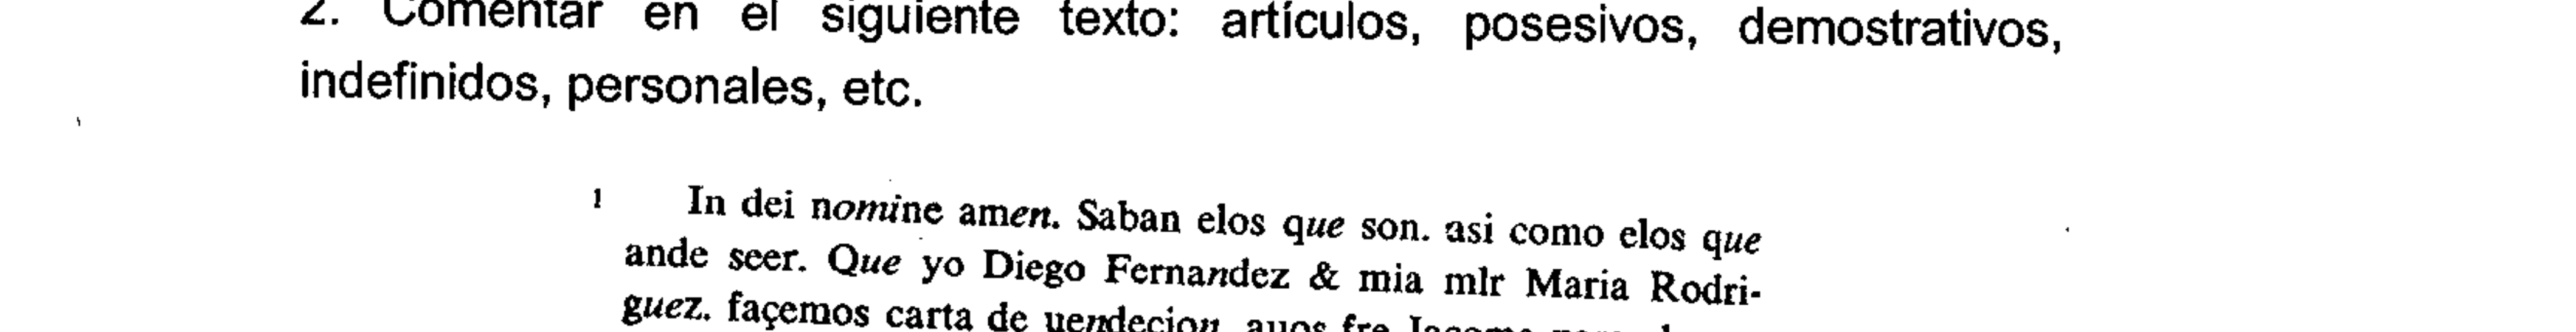 2. Comentar en el siguiente texto: artículos, posesivos, demostrativos,
indefinidos, personales, etc.
1 In dei nomine amen. Saban elos que son. asi como elos que
ande seer. Que yo Diego Fernandez & mia mlr Maria Rodri-
guez. façemos carta de uendecion. auos fre